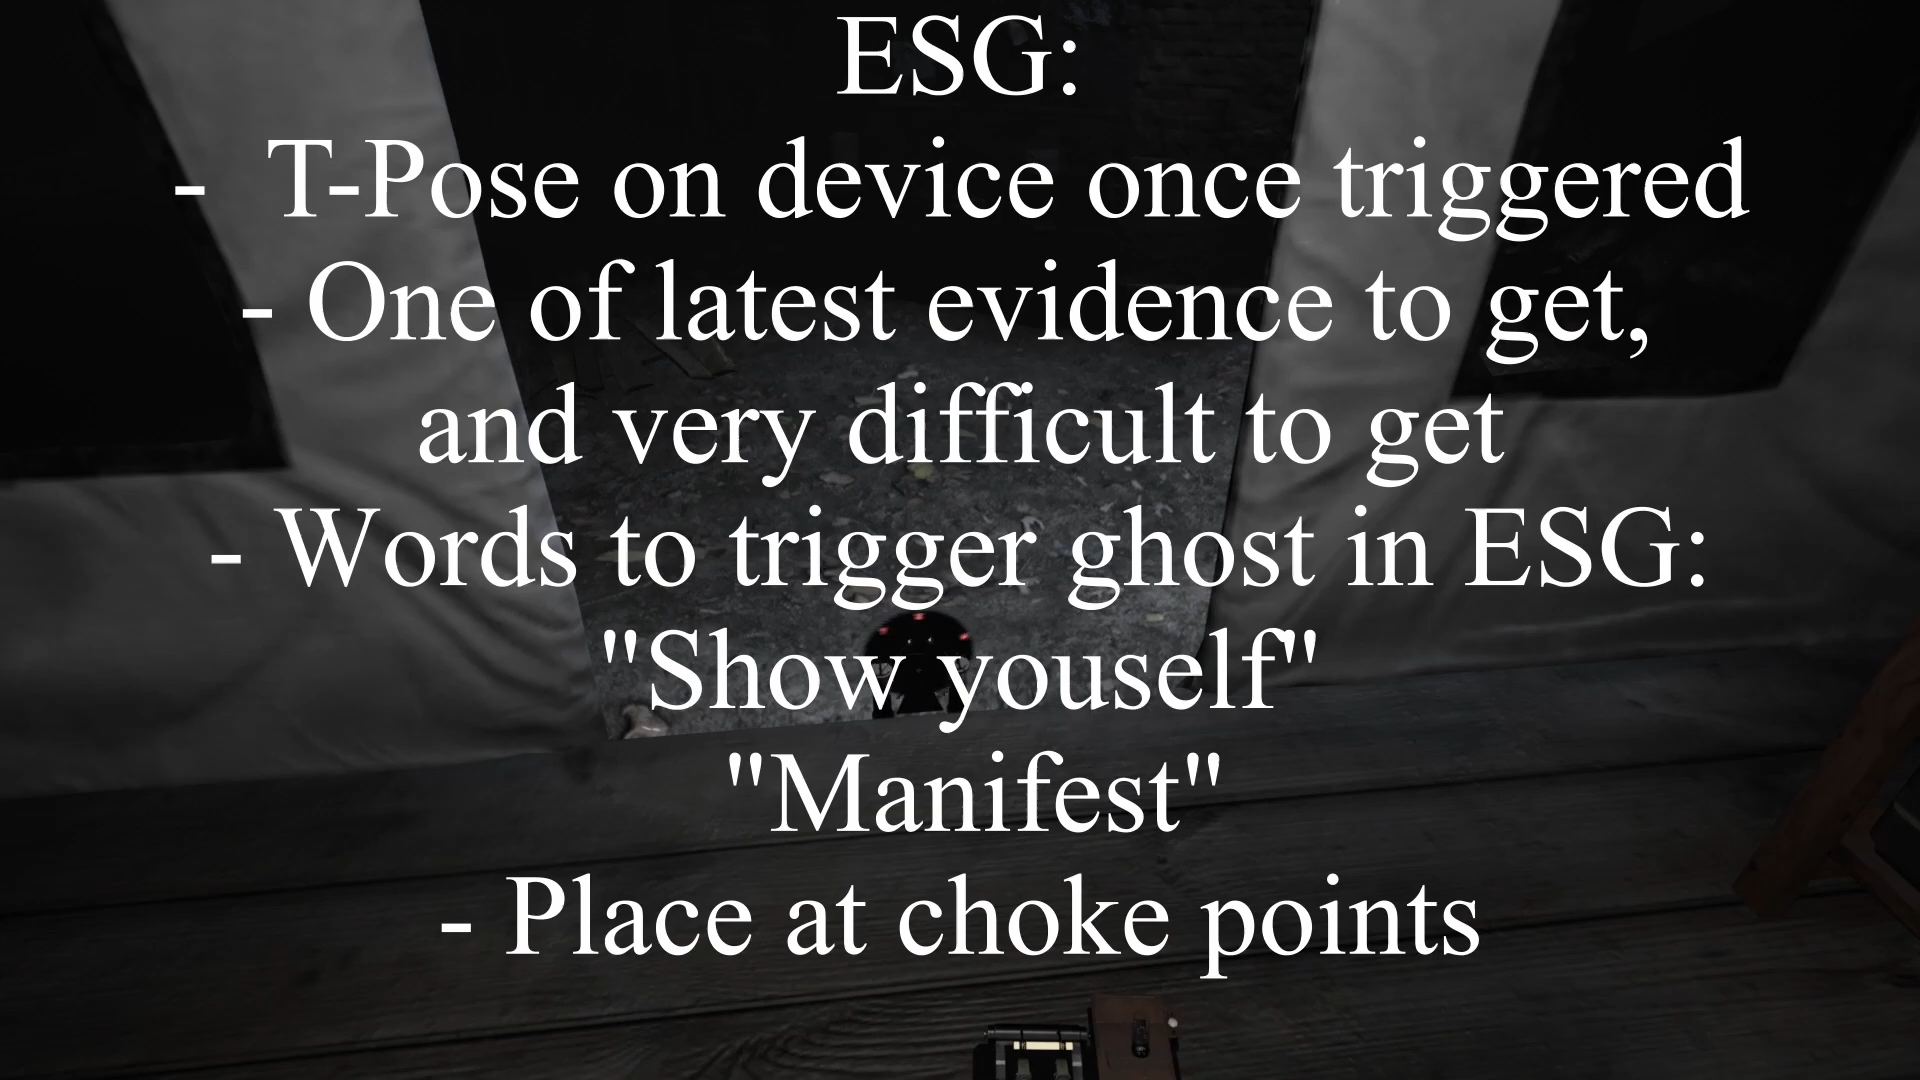 ESG:
-  T-Pose on device once triggered
- One of latest evidence to get,
and very difficult to get
- Words to trigger ghost in ESG:
"Show youself"
"Manifest"
- Place at choke points